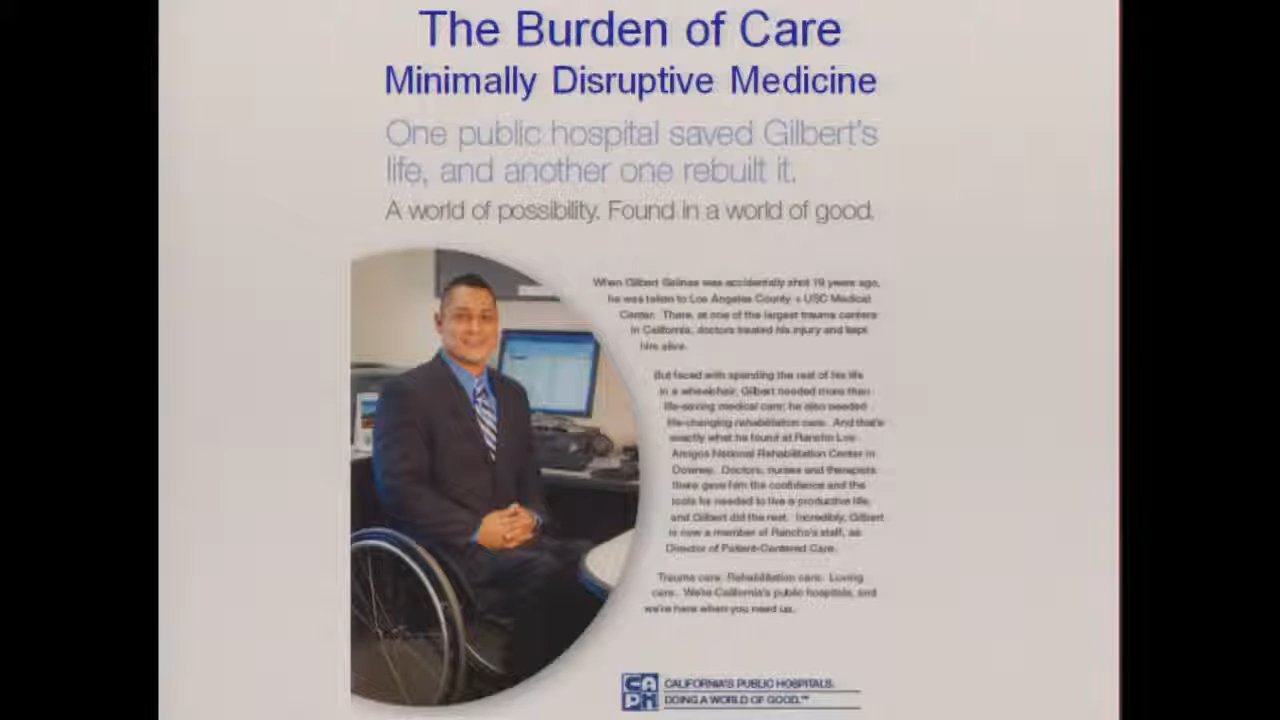 The Burden of Care
Minimally Disruptive Medicine
One public hospital saved Gilbert's
life, and another one rebuilt it.
A world of possibility. Found in a world of good.
When Gilbert Salinas was accidentally shot 19 years ago,
he was taken to Los Angeles County + USC Medical
Center. There, at one of the largest trauma centers
in California, doctors treated his injury and kept
him alive.
But faced with spending the rest of his life
in a wheelchair, Gilbert needed more than
life-saving medical care; he also needed
life-changing rehabilitation care. And that's
exactly what he found at Rancho Los
Amigos National Rehabilitation Center in
Downey. Doctors, nurses and therapists
there gave him the confidence and the
tools he needed to live a productive life,
and Gilbert did the rest. Incredibly, Gilbert
is now a member of Rancho's staff, as
Director of Patient-Centered Care.
Trauma care. Rehabilitation care. Loving
care. We're California's public hospitals, and
we're here when you need us.
CA
PH
CALIFORNIA'S PUBLIC HOSPITALS.
DOING A WORLD OF GOOD.™